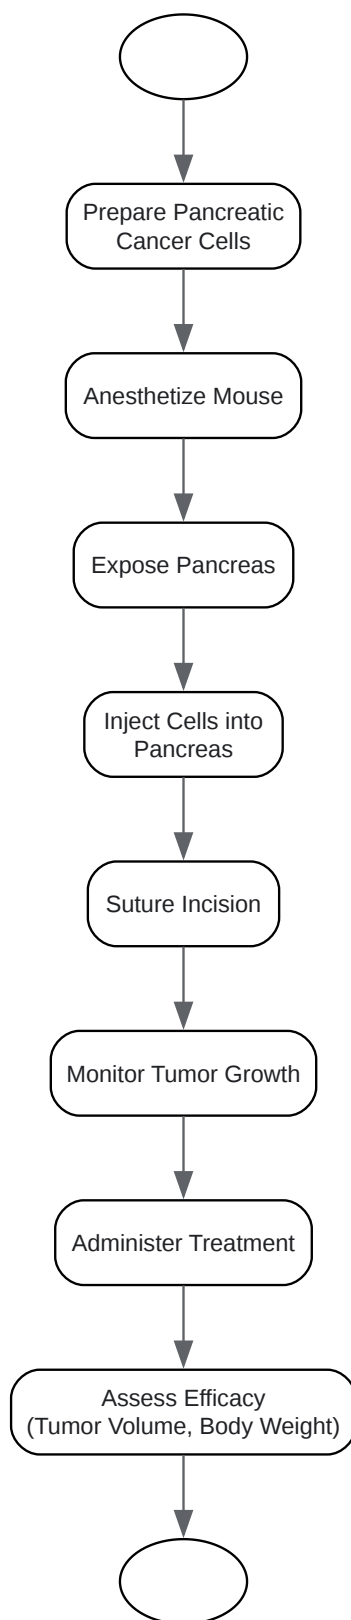 Prepare Pancreatic
Cancer Cells
Anesthetize Mouse
Expose Pancreas
Inject Cells into
Pancreas
Suture Incision
Monitor Tumor Growth
Administer Treatment
Assess Efficacy
(Tumor Volume, Body Weight)